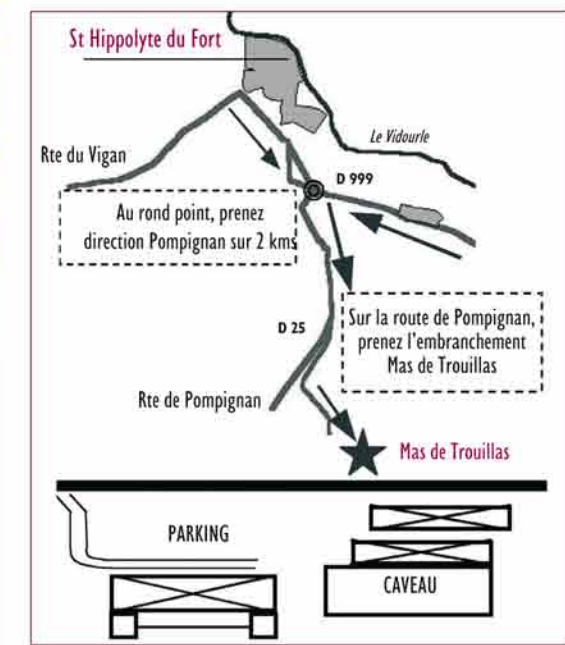 St Hippolyte du Fort
Le Vidourle
Rte du Vigan
D 999
Au rond point, prenez
direction Pompignan sur 2 kms
Sur la route de Pompignan,
prenez l'embranchement
Mas de Trouillas
D 25
Rte de Pompignan
Mas de Trouillas
PARKING
CAVEAU